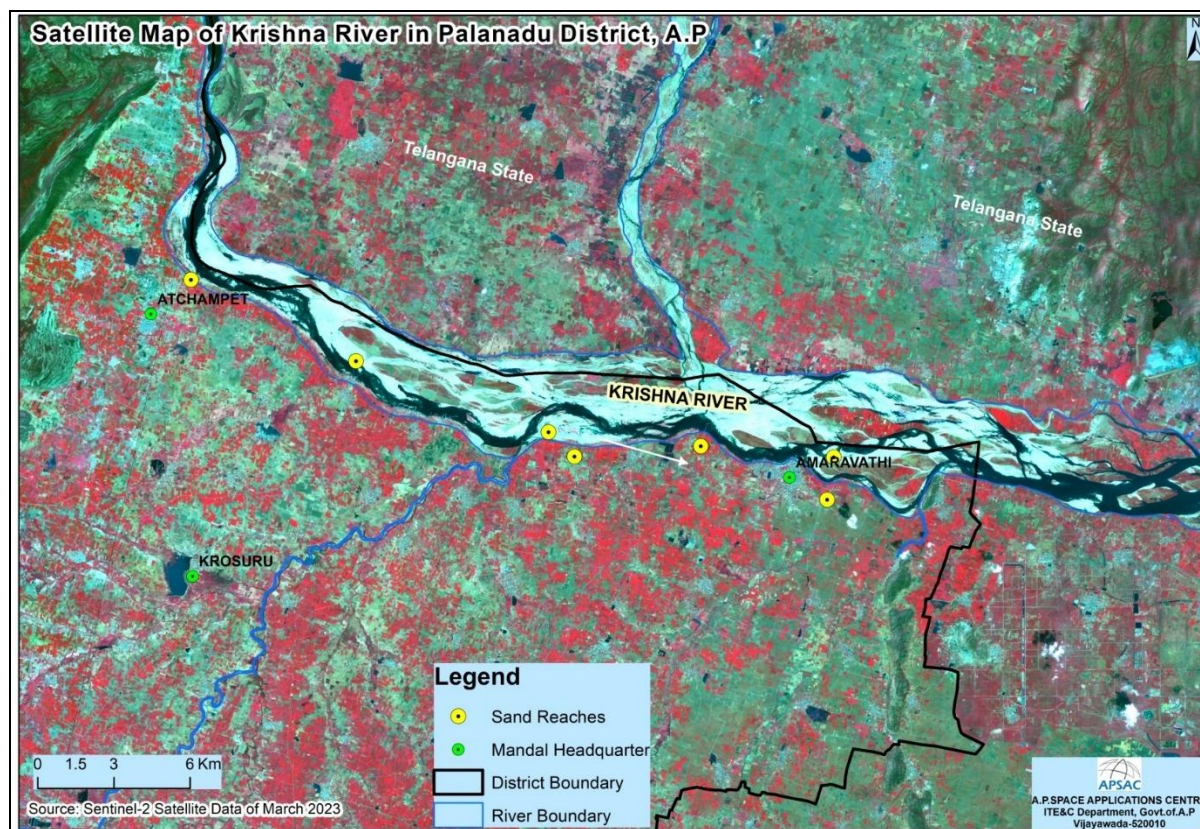 Satellite Map of Krishna River in Palanadu District, A.P
N
Telangana State
Telangana State
ATCHAMPET
KRISHNA RIVER
AMARAVATHI
KROSURU
Legend
Sand Reaches
Mandal Headquarter
District Boundary
River Boundary
0 1.5 3 6 Km
Source: Sentinel-2 Satellite Data of March 2023
APSAC
A.P.SPACE APPLICATIONS CENTR
ITE&C Department, Govt.of.A.P
Vijayawada-520010